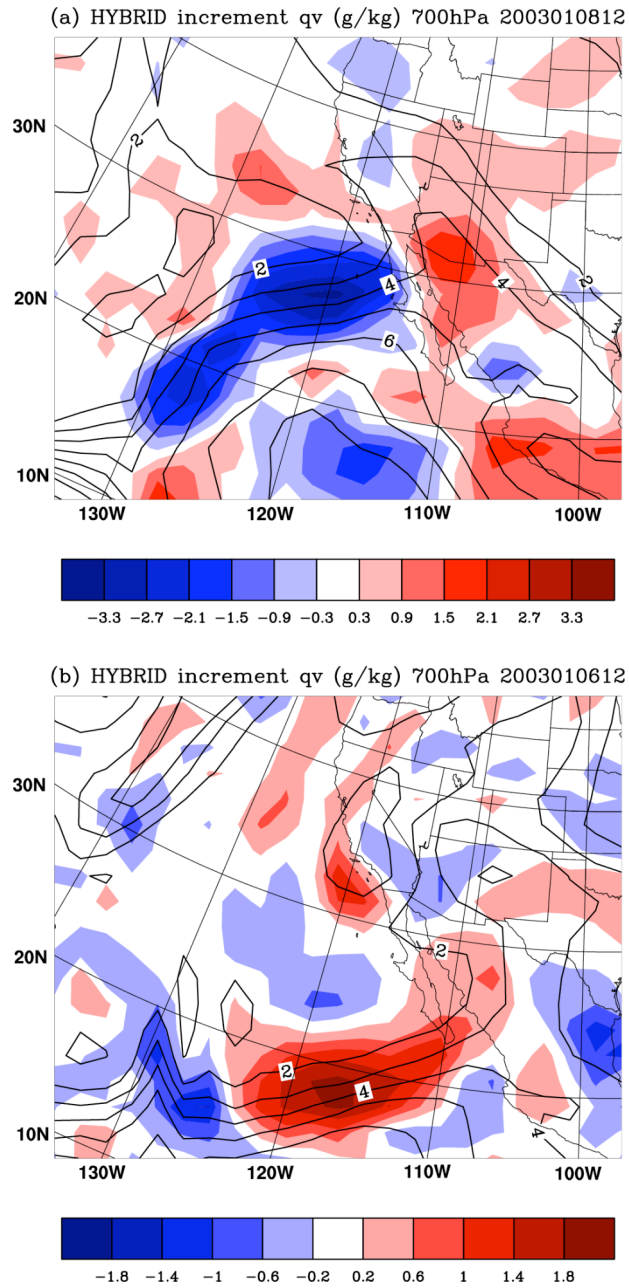 (a) HYBRID increment qv (g/kg) 700hPa 2003010812
30N
20N
10N
2
2
4
6
4
2
130W 120W 110W 100W
−3.3 −2.7 −2.1 −1.5 −0.9 −0.3 0.3 0.9 1.5 2.1 2.7 3.3
(b) HYBRID increment qv (g/kg) 700hPa 2003010612
30N
20N
10N
2
2
4
4
130W 120W 110W 100W
−1.8 −1.4 −1 −0.6 −0.2 0.2 0.6 1 1.4 1.8